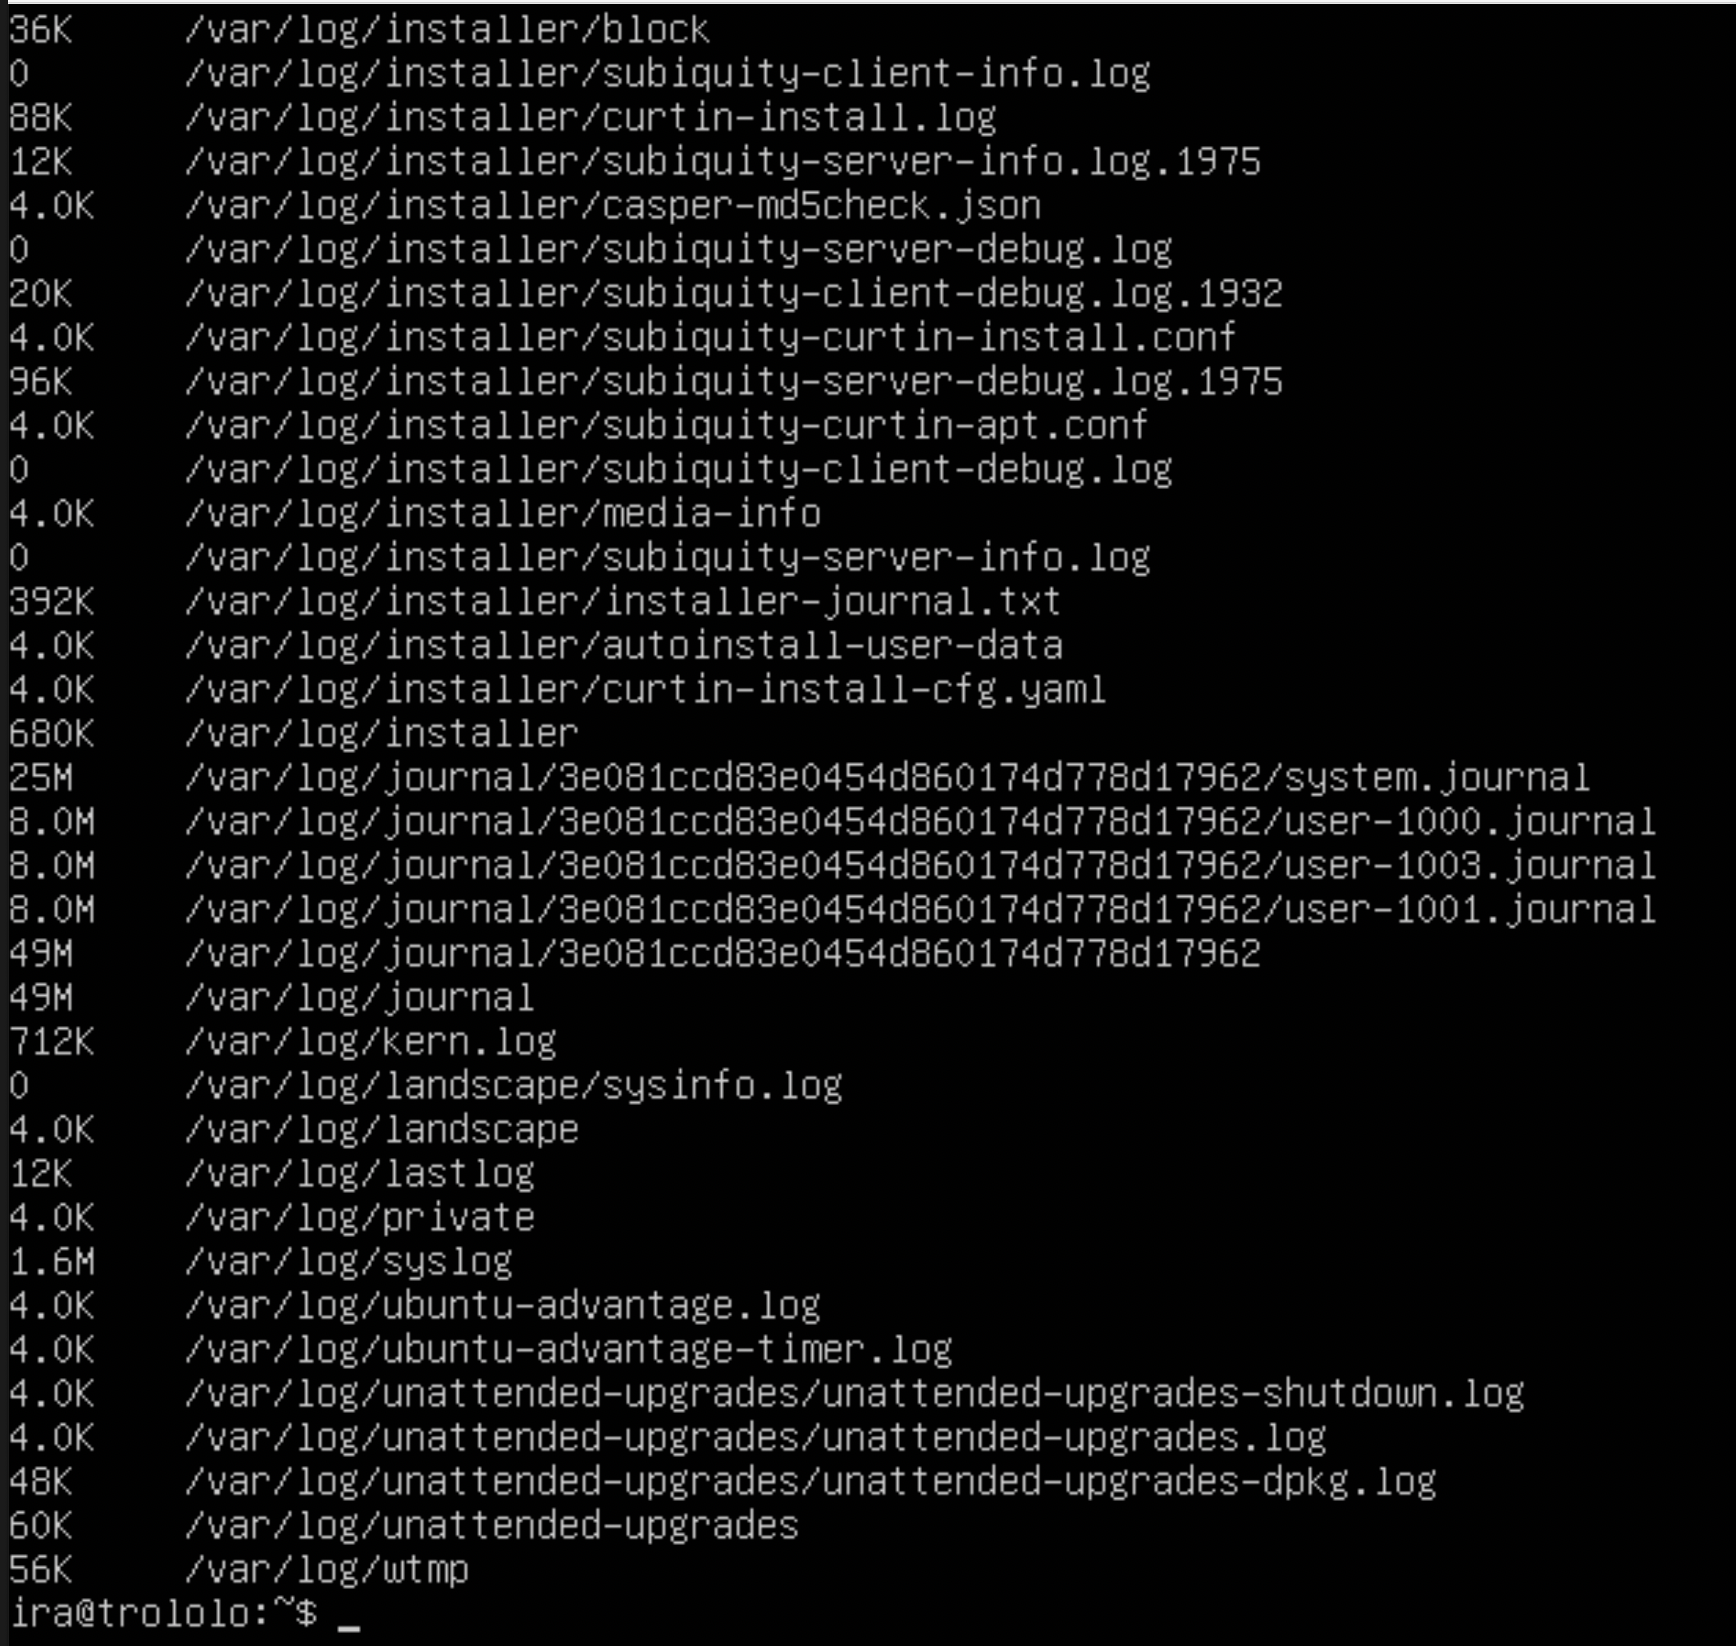 36K /var/log/installer/block
0 /var/log/installer/subiquity-client-info.log
88K /var/log/installer/curtin-install.log
12K /var/log/installer/subiquity-server-info.log.1975
4.0K /var/log/installer/casper-md5check.json
0 /var/log/installer/subiquity-server-debug.log
20K /var/log/installer/subiquity-client-debug.log.1932
4.0K /var/log/installer/subiquity-curtin-install.conf
96K /var/log/installer/subiquity-server-debug.log.1975
4.0K /var/log/installer/subiquity-curtin-apt.conf
0 /var/log/installer/subiquity-client-debug.log
4.0K /var/log/installer/media-info
0 /var/log/installer/subiquity-server-info.log
392K /var/log/installer/installer-journal.txt
4.0K /var/log/installer/autoinstall-user-data
4.0K /var/log/installer/curtin-install-cfg.yaml
680K /var/log/installer
25M /var/log/journal/3e081ccd83e0454d860174d778d17962/system.journal
8.0M /var/log/journal/3e081ccd83e0454d860174d778d17962/user-1000.journal
8.0M /var/log/journal/3e081ccd83e0454d860174d778d17962/user-1003.journal
8.0M /var/log/journal/3e081ccd83e0454d860174d778d17962/user-1001.journal
49M /var/log/journal/3e081ccd83e0454d860174d778d17962
49M /var/log/journal
712K /var/log/kern.log
0 /var/log/landscape/sysinfo.log
4.0K /var/log/landscape
12K /var/log/lastlog
4.0K /var/log/private
1.6M /var/log/syslog
4.0K /var/log/ubuntu-advantage.log
4.0K /var/log/ubuntu-advantage-timer.log
4.0K /var/log/unattended-upgrades/unattended-upgrades-shutdown.log
4.0K /var/log/unattended-upgrades/unattended-upgrades.log
48K /var/log/unattended-upgrades/unattended-upgrades-dpkg.log
60K /var/log/unattended-upgrades
56K /var/log/wtmp
ira@trololo:~$ _